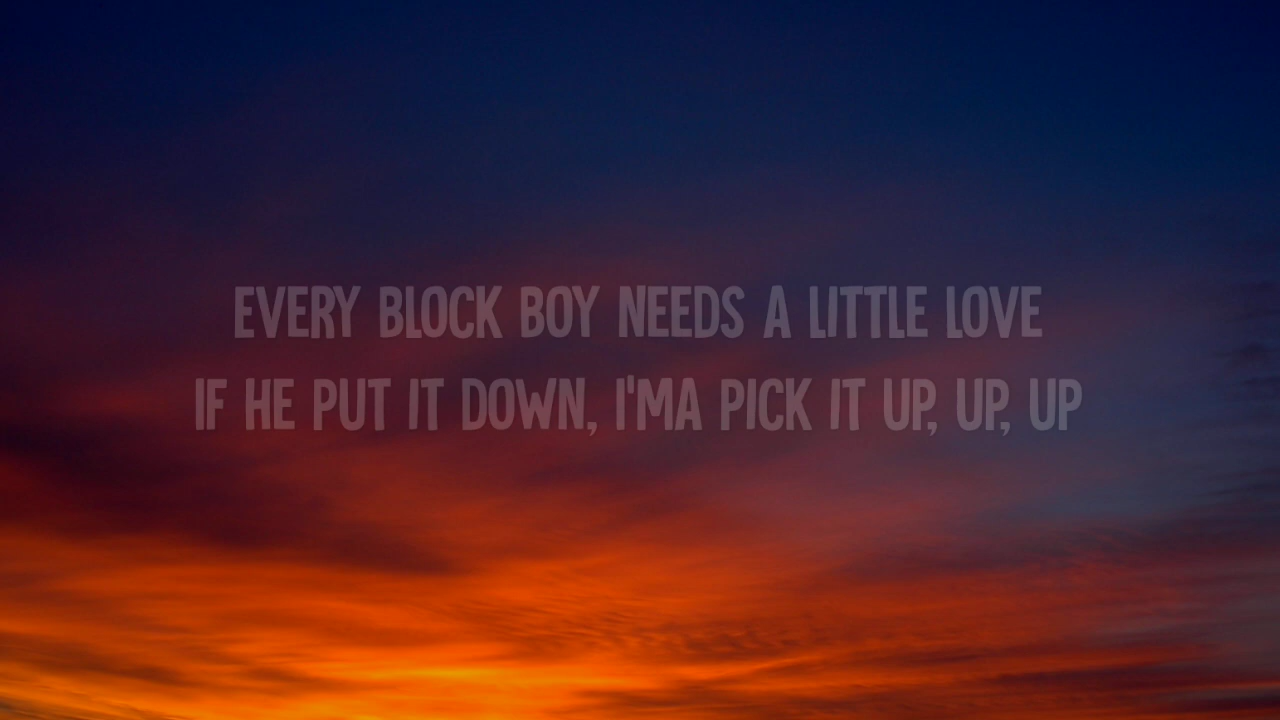 EVERY BLOCK BOY NEEDS A LITTLE LOVE
IF HE PUT IT DOWN, I'MA PICK IT UP, UP, UP